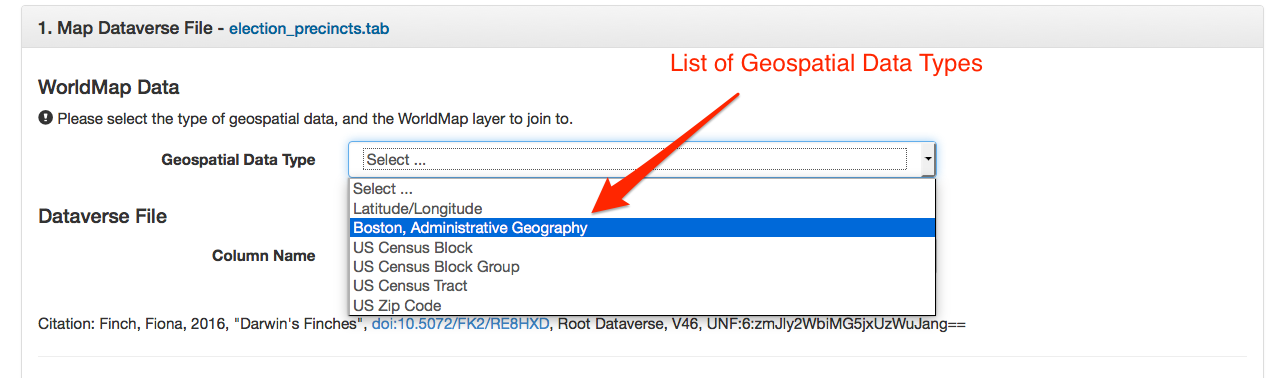 1. Map Dataverse File - election_precincts.tab
List of Geospatial Data Types
WorldMap Data
Please select the type of geospatial data, and the WorldMap layer to join to.
Geospatial Data Type
Select ...
Select ...
Latitude/Longitude
Boston, Administrative Geography
US Census Block
US Census Block Group
US Census Tract
US Zip Code
Dataverse File
Column Name
Citation: Finch, Fiona, 2016, "Darwin's Finches", doi:10.5072/FK2/RE8HXD, Root Dataverse, V46, UNF:6:zmJly2WbiMG5jxUzWuJang==